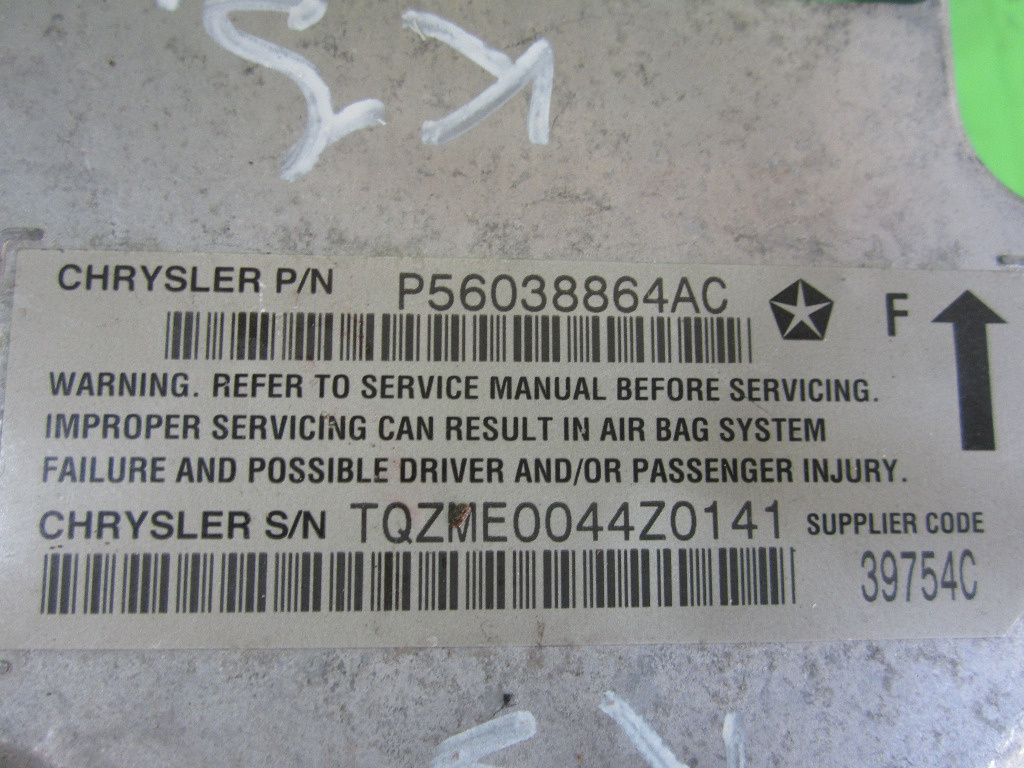 CHRYSLER P/N P56038864AC F
WARNING. REFER TO SERVICE MANUAL BEFORE SERVICING.
IMPROPER SERVICING CAN RESULT IN AIR BAG SYSTEM
FAILURE AND POSSIBLE DRIVER AND/OR PASSENGER INJURY.
CHRYSLER S/N TQZME0044Z0141 SUPPLIER CODE
39754C